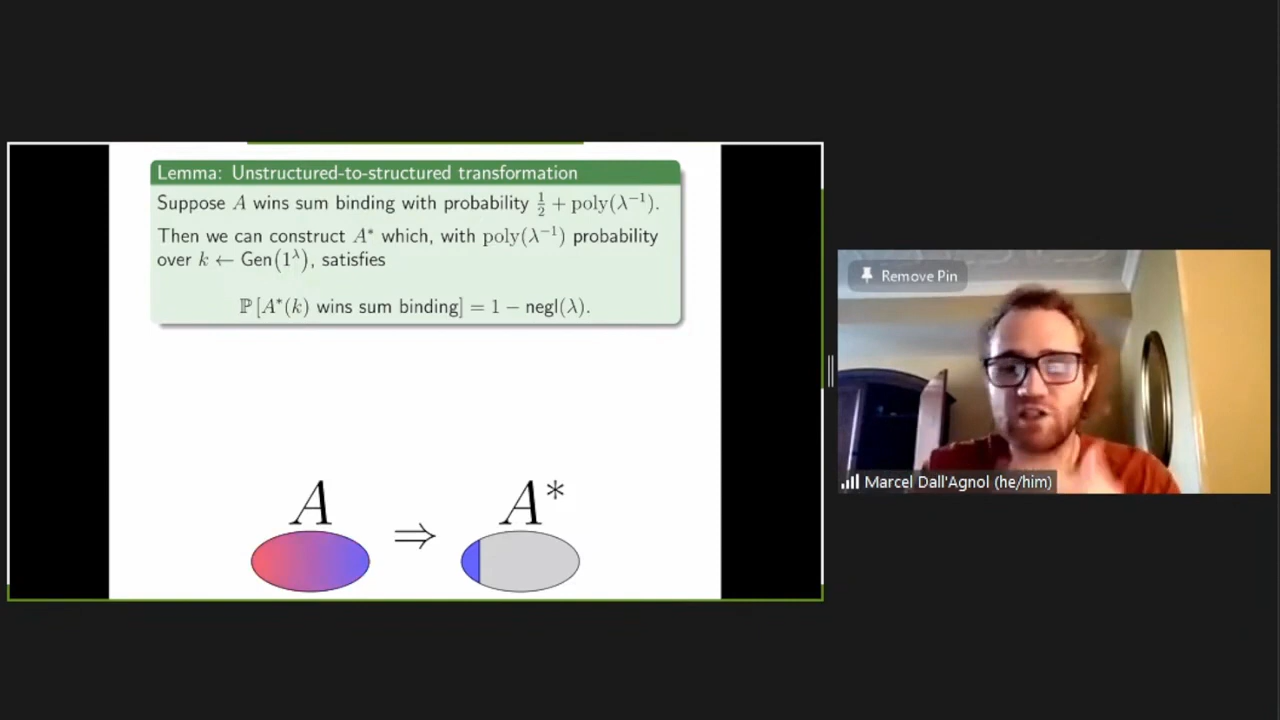 Lemma: Unstructured-to-structured transformation
Suppose A wins sum binding with probability 1/2 + poly(λ⁻¹).
Then we can construct A* which, with poly(λ⁻¹) probability
over k ← Gen(1^λ), satisfies
ℙ [A*(k) wins sum binding] = 1 − negl(λ).
A ⇒ A*
Remove Pin
Marcel Dall'Agnol (he/him)